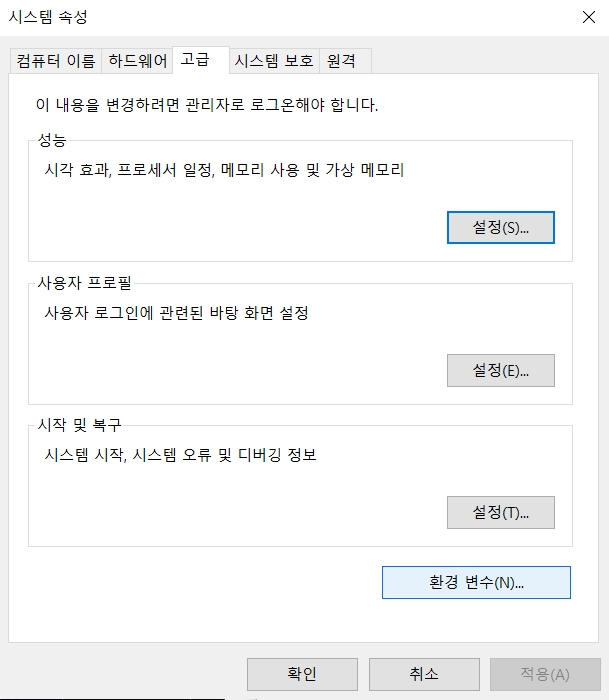 시스템 속성
컴퓨터 이름 하드웨어 고급 시스템 보호 원격
이 내용을 변경하려면 관리자로 로그온해야 합니다.
성능
시각 효과, 프로세서 일정, 메모리 사용 및 가상 메모리
설정(S)...
사용자 프로필
사용자 로그인에 관련된 바탕 화면 설정
설정(E)...
시작 및 복구
시스템 시작, 시스템 오류 및 디버깅 정보
설정(T)...
환경 변수(N)...
확인 취소 적용(A)